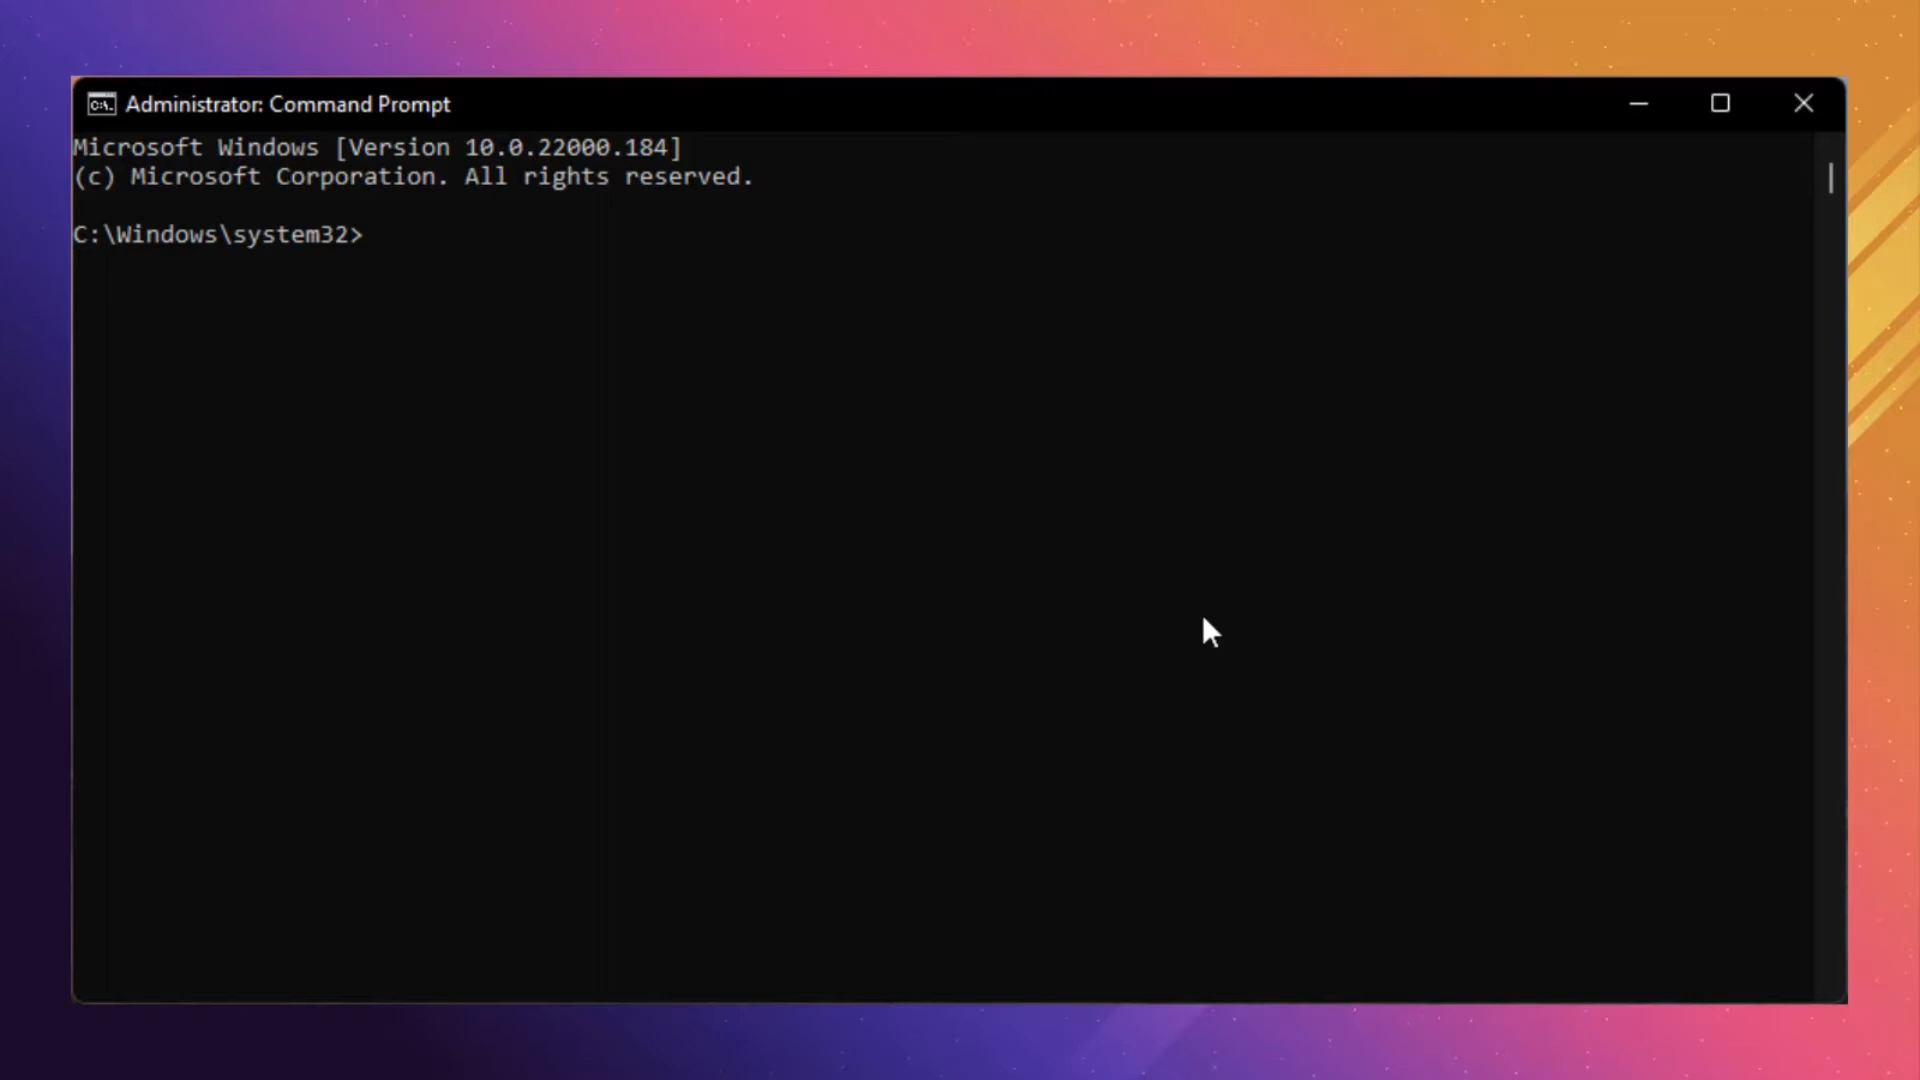 Administrator: Command Prompt
Microsoft Windows [Version 10.0.22000.184]
(c) Microsoft Corporation. All rights reserved.
C:\Windows\system32>